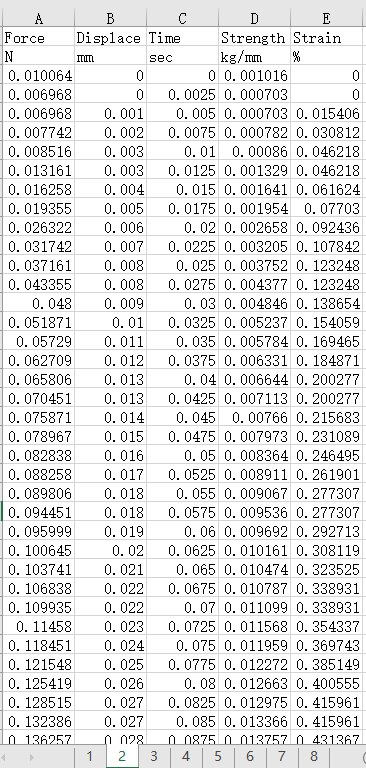 A B C D E
Force Displace Time Strength Strain
N mm sec kg/mm %
0.010064 0 0 0.001016 0
0.006968 0 0.0025 0.000703 0
0.006968 0.001 0.005 0.000703 0.015406
0.007742 0.002 0.0075 0.000782 0.030812
0.008516 0.003 0.01 0.00086 0.046218
0.013161 0.003 0.0125 0.001329 0.046218
0.016258 0.004 0.015 0.001641 0.061624
0.019355 0.005 0.0175 0.001954 0.07703
0.026322 0.006 0.02 0.002658 0.092436
0.031742 0.007 0.0225 0.003205 0.107842
0.037161 0.008 0.025 0.003752 0.123248
0.043355 0.008 0.0275 0.004377 0.123248
0.048 0.009 0.03 0.004846 0.138654
0.051871 0.01 0.0325 0.005237 0.154059
0.05729 0.011 0.035 0.005784 0.169465
0.062709 0.012 0.0375 0.006331 0.184871
0.065806 0.013 0.04 0.006644 0.200277
0.070451 0.013 0.0425 0.007113 0.200277
0.075871 0.014 0.045 0.00766 0.215683
0.078967 0.015 0.0475 0.007973 0.231089
0.082838 0.016 0.05 0.008364 0.246495
0.088258 0.017 0.0525 0.008911 0.261901
0.089806 0.018 0.055 0.009067 0.277307
0.094451 0.018 0.0575 0.009536 0.277307
0.095999 0.019 0.06 0.009692 0.292713
0.100645 0.02 0.0625 0.010161 0.308119
0.103741 0.021 0.065 0.010474 0.323525
0.106838 0.022 0.0675 0.010787 0.338931
0.109935 0.022 0.07 0.011099 0.338931
0.11458 0.023 0.0725 0.011568 0.354337
0.118451 0.024 0.075 0.011959 0.369743
0.121548 0.025 0.0775 0.012272 0.385149
0.125419 0.026 0.08 0.012663 0.400555
0.128515 0.027 0.0825 0.012975 0.415961
0.132386 0.027 0.085 0.013366 0.415961
0.136257 0.028 0.0875 0.013757 0.431367
1 2 3 4 5 6 7 8